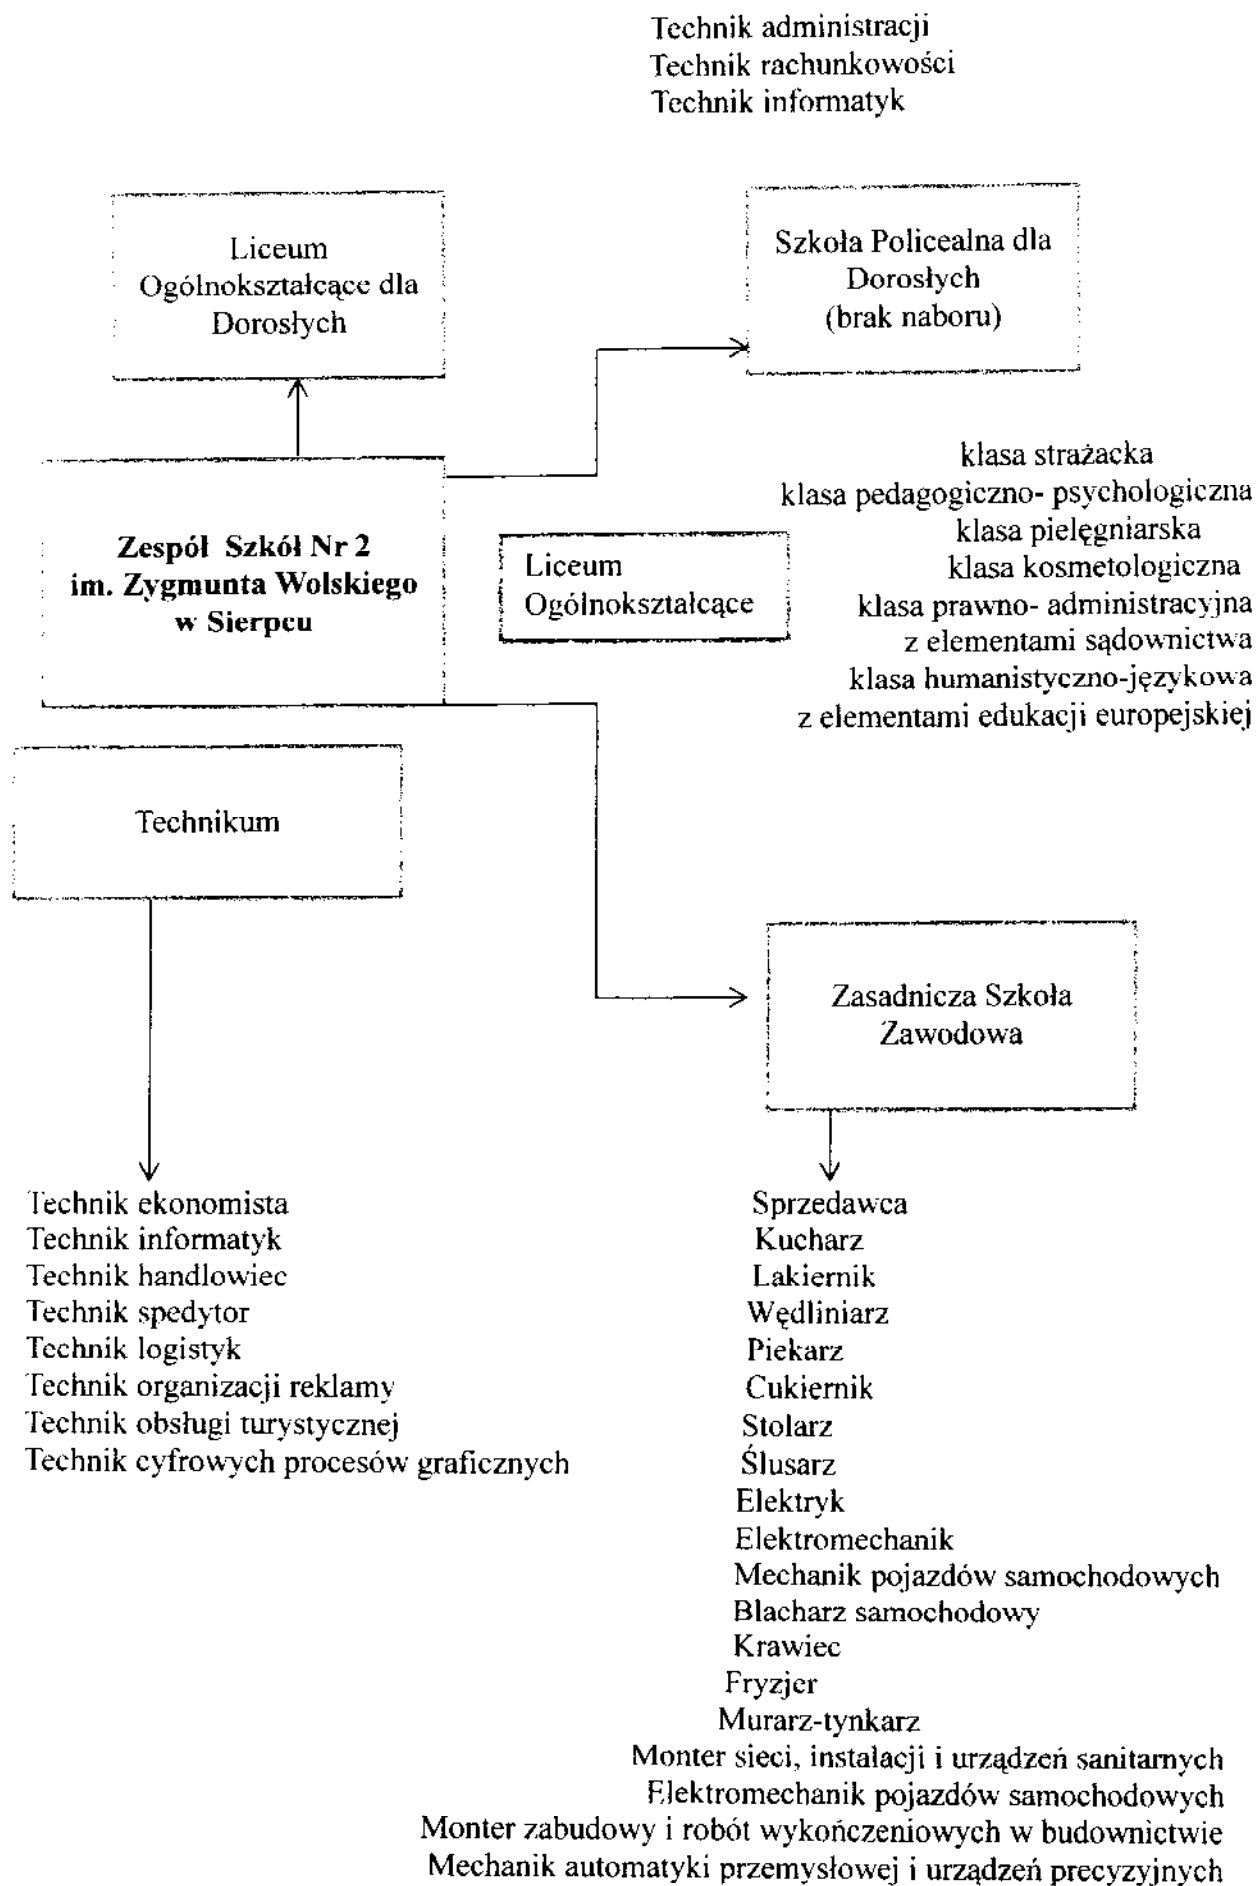 Technik administracji
Technik rachunkowości
Technik informatyk
Liceum
Ogólnokształcące dla
Dorosłych
Szkoła Policealna dla
Dorosłych
(brak naboru)
Zespół Szkół Nr 2
im. Zygmunta Wolskiego
w Sierpcu
Liceum
Ogólnokształcące
klasa strażacka
klasa pedagogiczno- psychologiczna
klasa pielęgniarska
klasa kosmetologiczna
klasa prawno- administracyjna
z elementami sądownictwa
klasa humanistyczno-językowa
z elementami edukacji europejskiej
Technikum
Zasadnicza Szkoła
Zawodowa
Technik ekonomista
Technik informatyk
Technik handlowiec
Technik spedytor
Technik logistyk
Technik organizacji reklamy
Technik obsługi turystycznej
Technik cyfrowych procesów graficznych
Sprzedawca
Kucharz
Lakiernik
Wędliniarz
Piekarz
Cukiernik
Stolarz
Ślusarz
Elektryk
Elektromechanik
Mechanik pojazdów samochodowych
Blacharz samochodowy
Krawiec
Fryzjer
Murarz-tynkarz
Monter sieci, instalacji i urządzeń sanitarnych
Elektromechanik pojazdów samochodowych
Monter zabudowy i robót wykończeniowych w budownictwie
Mechanik automatyki przemysłowej i urządzeń precyzyjnych